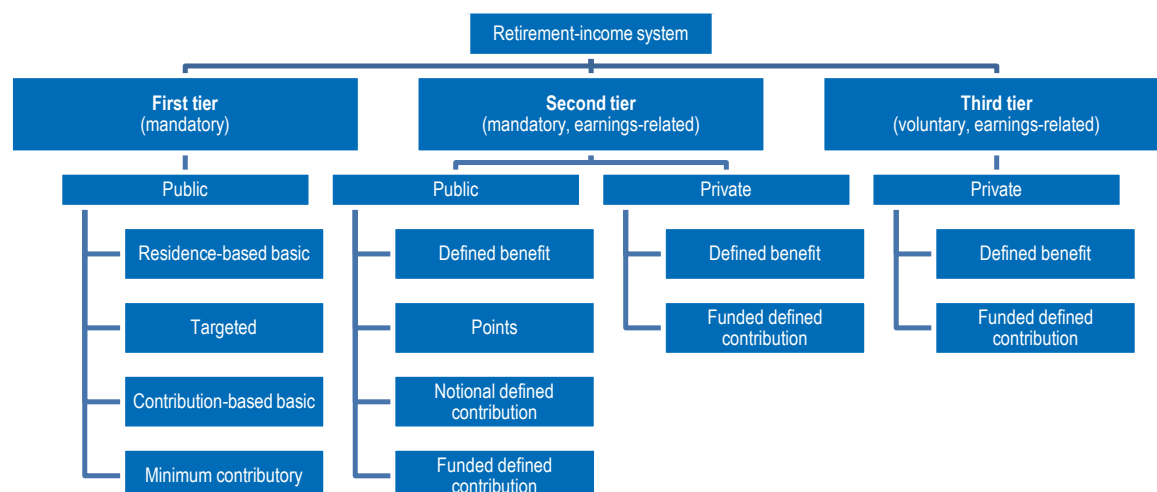 Retirement-income system
First tier
(mandatory)
Second tier
(mandatory, earnings-related)
Third tier
(voluntary, earnings-related)
Public
Public
Private
Private
Residence-based basic
Defined benefit
Defined benefit
Defined benefit
Targeted
Points
Funded defined
contribution
Funded defined
contribution
Contribution-based basic
Notional defined
contribution
Minimum contributory
Funded defined
contribution